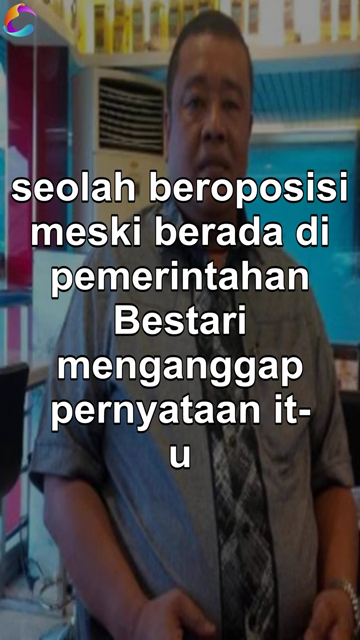 seolah beroposisi
meski berada di
pemerintahan
Bestari
menganggap
pernyataan it-
u